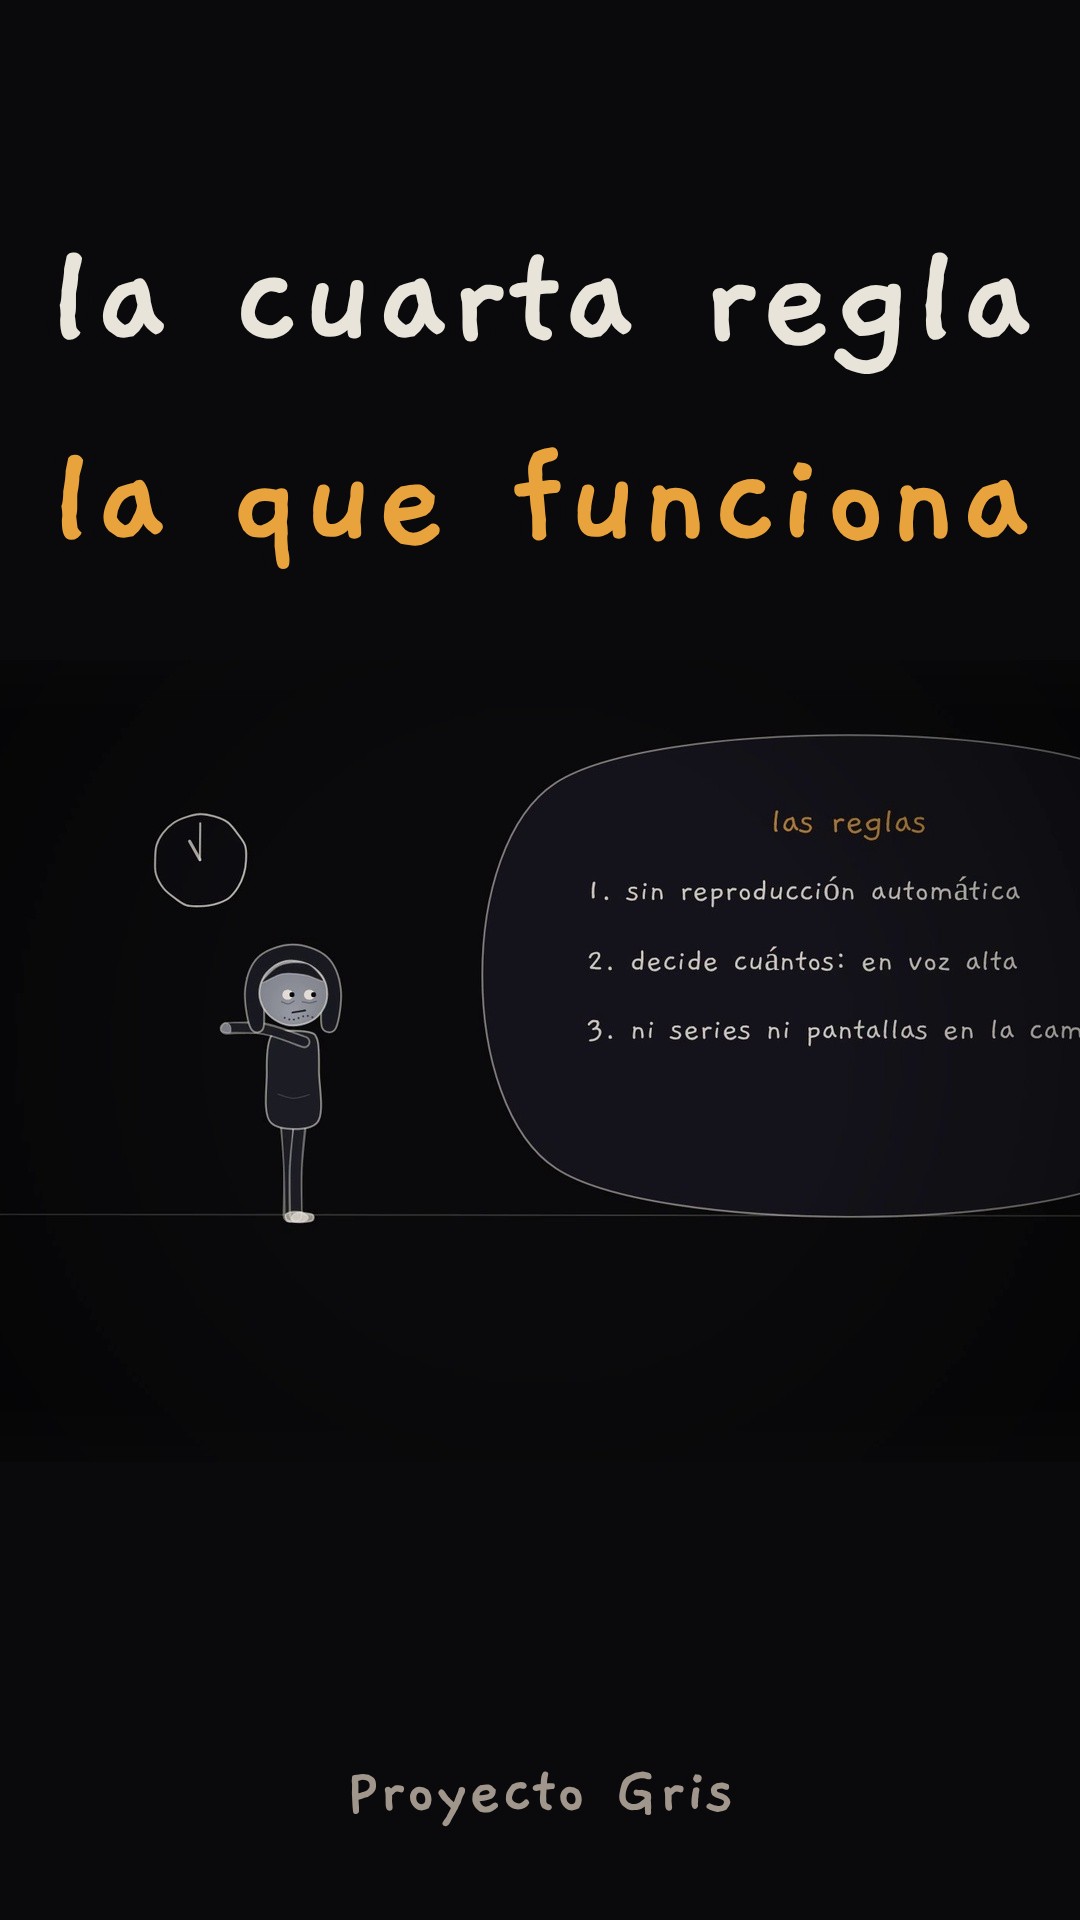 la cuarta regla
la que funciona
las reglas
1. sin reproducción automática
2. decide cuántos: en voz alta
3. ni series ni pantallas en la cam
Proyecto Gris